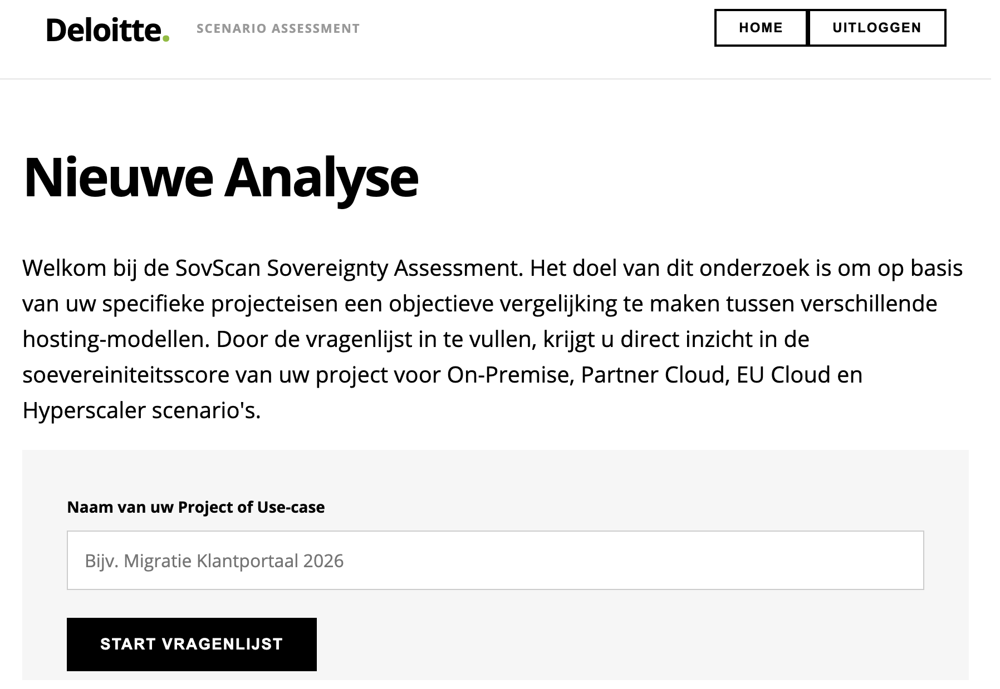 Deloitte.
SCENARIO ASSESSMENT
HOME
UITLOGGEN
Nieuwe Analyse
Welkom bij de SovScan Sovereignty Assessment. Het doel van dit onderzoek is om op basis
van uw specifieke projecteisen een objectieve vergelijking te maken tussen verschillende
hosting-modellen. Door de vragenlijst in te vullen, krijgt u direct inzicht in de
soevereiniteitsscore van uw project voor On-Premise, Partner Cloud, EU Cloud en
Hyperscaler scenario's.
Naam van uw Project of Use-case
Bijv. Migratie Klantportaal 2026
START VRAGENLIJST